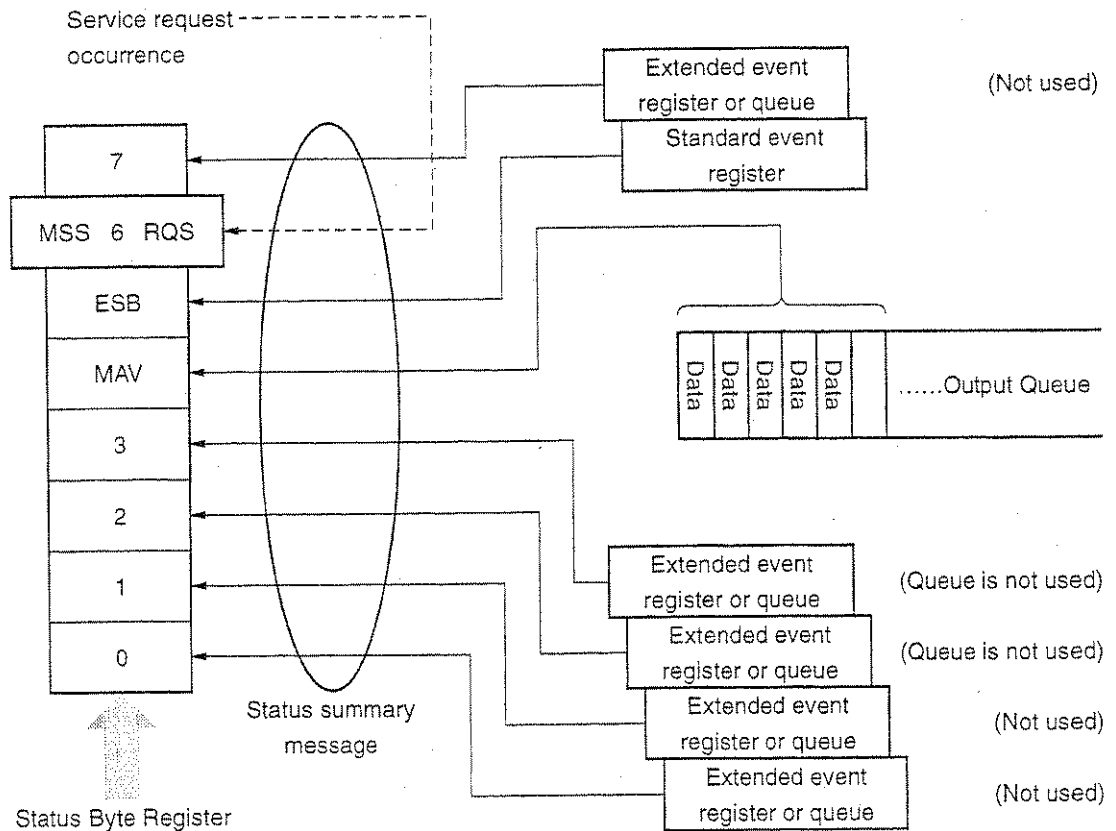 Service request
occurrence
Extended event
register or queue
(Not used)
Standard event
register
7
MSS 6 RQS
ESB
MAV
3
2
1
0
Data
Data
Data
Data
Data
......Output Queue
Extended event
register or queue
(Queue is not used)
Extended event
register or queue
(Queue is not used)
Extended event
register or queue
(Not used)
Extended event
register or queue
(Not used)
Status summary
message
Status Byte Register